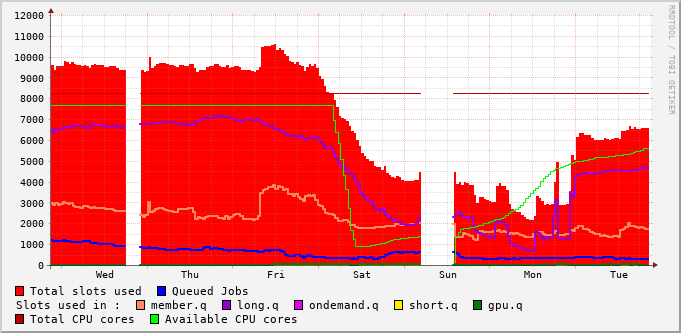 RRDTOOL / TOBI OETIKER
12000
11000
10000
9000
8000
7000
6000
5000
4000
3000
2000
1000
0
Wed Thu Fri Sat Sun Mon Tue
Total slots used Queued Jobs
Slots used in : member.q long.q ondemand.q short.q gpu.q
Total CPU cores Available CPU cores